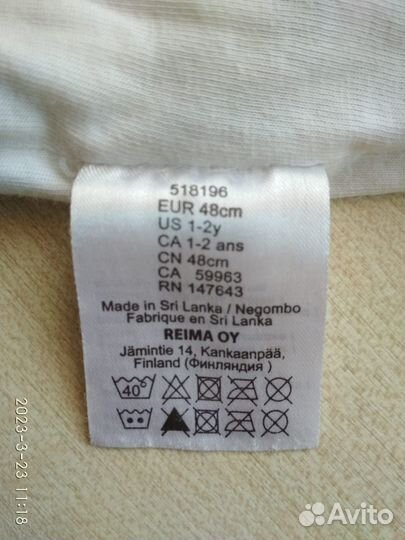 518196
EUR 48cm
US 1-2y
CA 1-2 ans
CN 48cm
CA 59963
RN 147643
Made in Sri Lanka / Negombo
Fabrique en Sri Lanka
REIMA OY
Jämintie 14, Kankaanpää,
Finland (Финляндия )
40°
2023-3-23 11:18
Avito